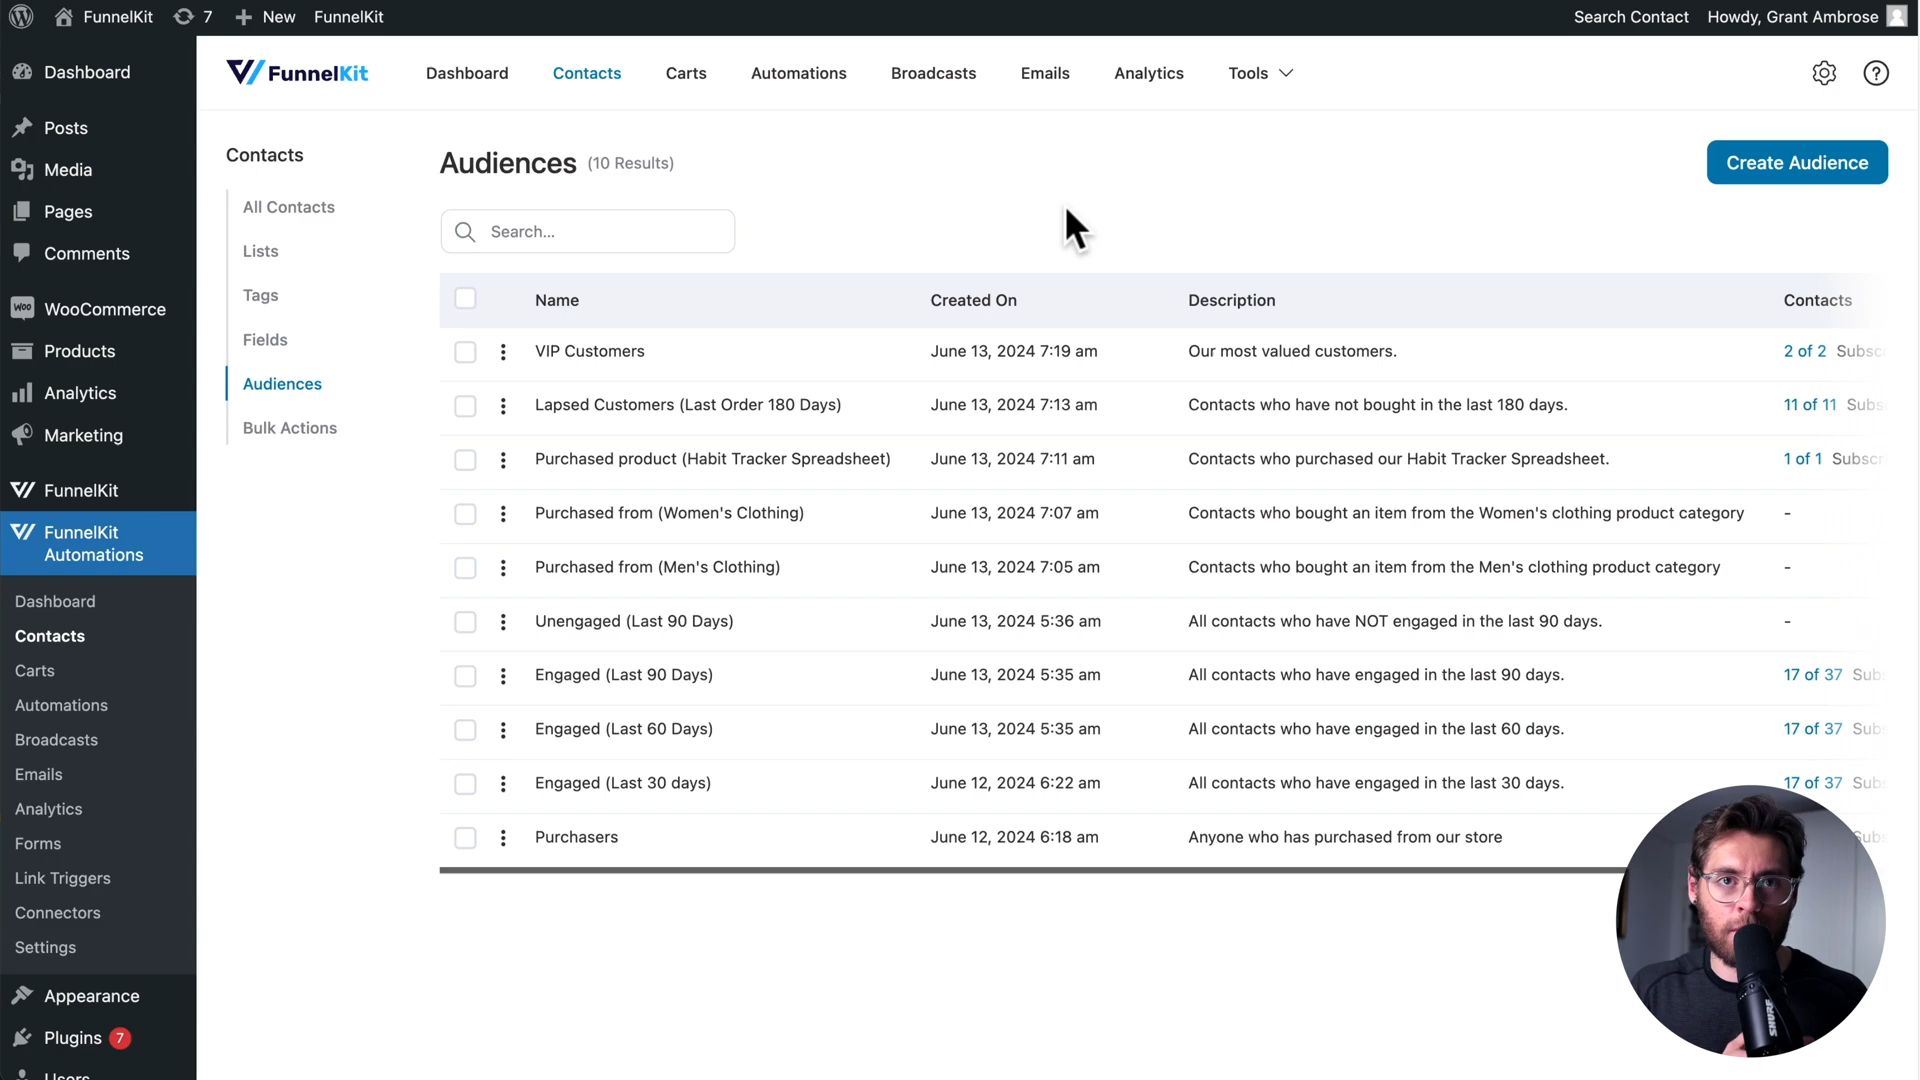 FunnelKit 7 New FunnelKit Search Contact Howdy, Grant Ambrose
Dashboard
Posts
Media
Pages
Comments
Woo WooCommerce
Products
Analytics
Marketing
FunnelKit
FunnelKit
Automations
Dashboard
Contacts
Carts
Automations
Broadcasts
Emails
Analytics
Forms
Link Triggers
Connectors
Settings
Appearance
Plugins 7
Users
FunnelKit Dashboard Contacts Carts Automations Broadcasts Emails Analytics Tools
Contacts
All Contacts
Lists
Tags
Fields
Audiences
Bulk Actions
Audiences (10 Results) Create Audience
Search...
Name Created On Description Contacts
VIP Customers June 13, 2024 7:19 am Our most valued customers. 2 of 2 Subsc
Lapsed Customers (Last Order 180 Days) June 13, 2024 7:13 am Contacts who have not bought in the last 180 days. 11 of 11 Subs
Purchased product (Habit Tracker Spreadsheet) June 13, 2024 7:11 am Contacts who purchased our Habit Tracker Spreadsheet. 1 of 1 Subscr
Purchased from (Women's Clothing) June 13, 2024 7:07 am Contacts who bought an item from the Women's clothing product category -
Purchased from (Men's Clothing) June 13, 2024 7:05 am Contacts who bought an item from the Men's clothing product category -
Unengaged (Last 90 Days) June 13, 2024 5:36 am All contacts who have NOT engaged in the last 90 days. -
Engaged (Last 90 Days) June 13, 2024 5:35 am All contacts who have engaged in the last 90 days. 17 of 37 Subs
Engaged (Last 60 Days) June 13, 2024 5:35 am All contacts who have engaged in the last 60 days. 17 of 37 Subs
Engaged (Last 30 days) June 12, 2024 6:22 am All contacts who have engaged in the last 30 days. 17 of 37 Subs
Purchasers June 12, 2024 6:18 am Anyone who has purchased from our store Subs
SHURE